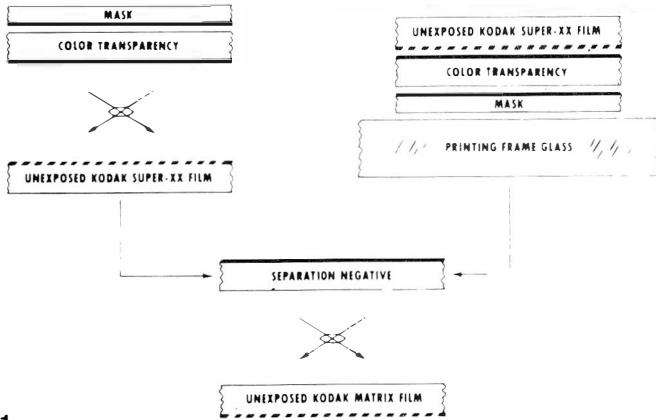 MASK
COLOR TRANSPARENCY
UNEXPOSED KODAK SUPER-XX FILM
UNEXPOSED KODAK SUPER-XX FILM
COLOR TRANSPARENCY
MASK
PRINTING FRAME GLASS
SEPARATION NEGATIVE
UNEXPOSED KODAK MATRIX FILM